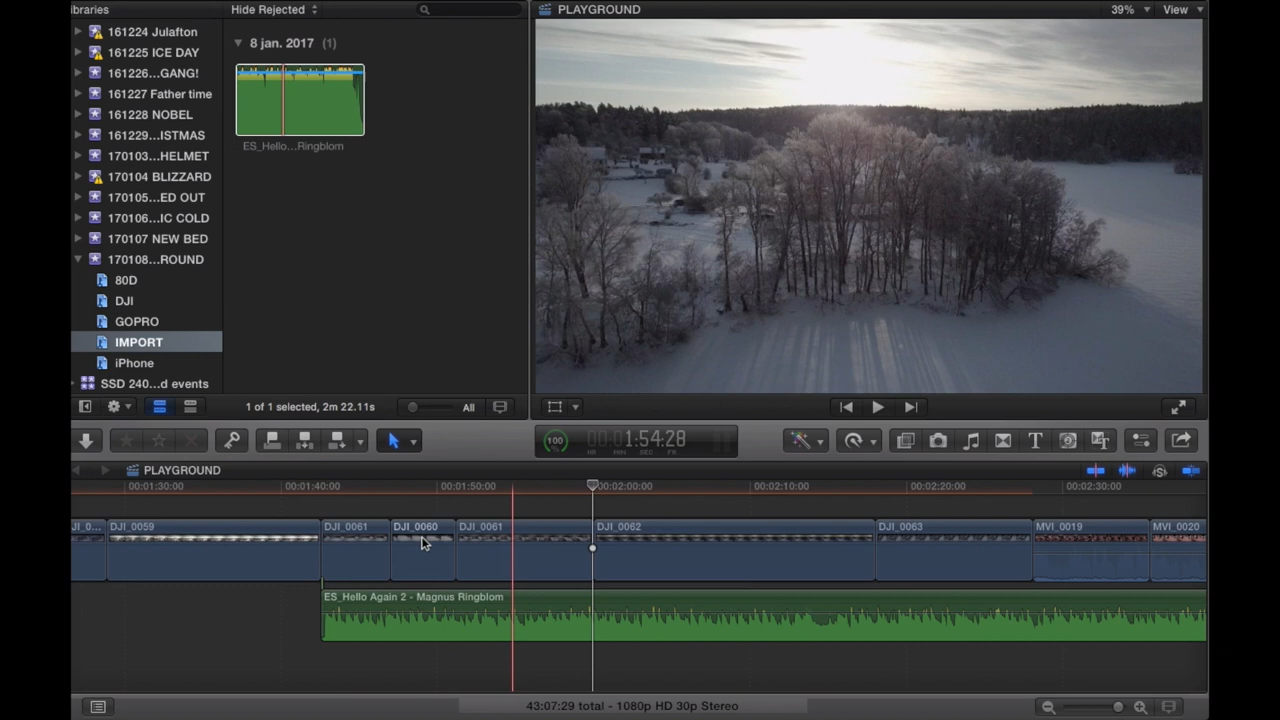 ibraries
Hide Rejected
PLAYGROUND
39%
View
161224 Julafton
161225 ICE DAY
161226...GANG!
161227 Father time
161228 NOBEL
161229...ISTMAS
170103...HELMET
170104 BLIZZARD
170105...ED OUT
170106...IC COLD
170107 NEW BED
170108...ROUND
80D
DJI
GOPRO
IMPORT
iPhone
SSD 240...d events
8 jan. 2017 (1)
ES_Hello...Ringblom
1 of 1 selected, 2m 22.11s
All
100
00:01:54:28
HR MIN SEC FR
PLAYGROUND
00:01:30:00
00:01:40:00
00:01:50:00
00:02:00:00
00:02:10:00
00:02:20:00
00:02:30:00
JI_0...
DJI_0059
DJI_0061
DJI_0060
DJI_0061
DJI_0062
DJI_0063
MVI_0019
MVI_0020
ES_Hello Again 2 - Magnus Ringblom
43:07:29 total - 1080p HD 30p Stereo